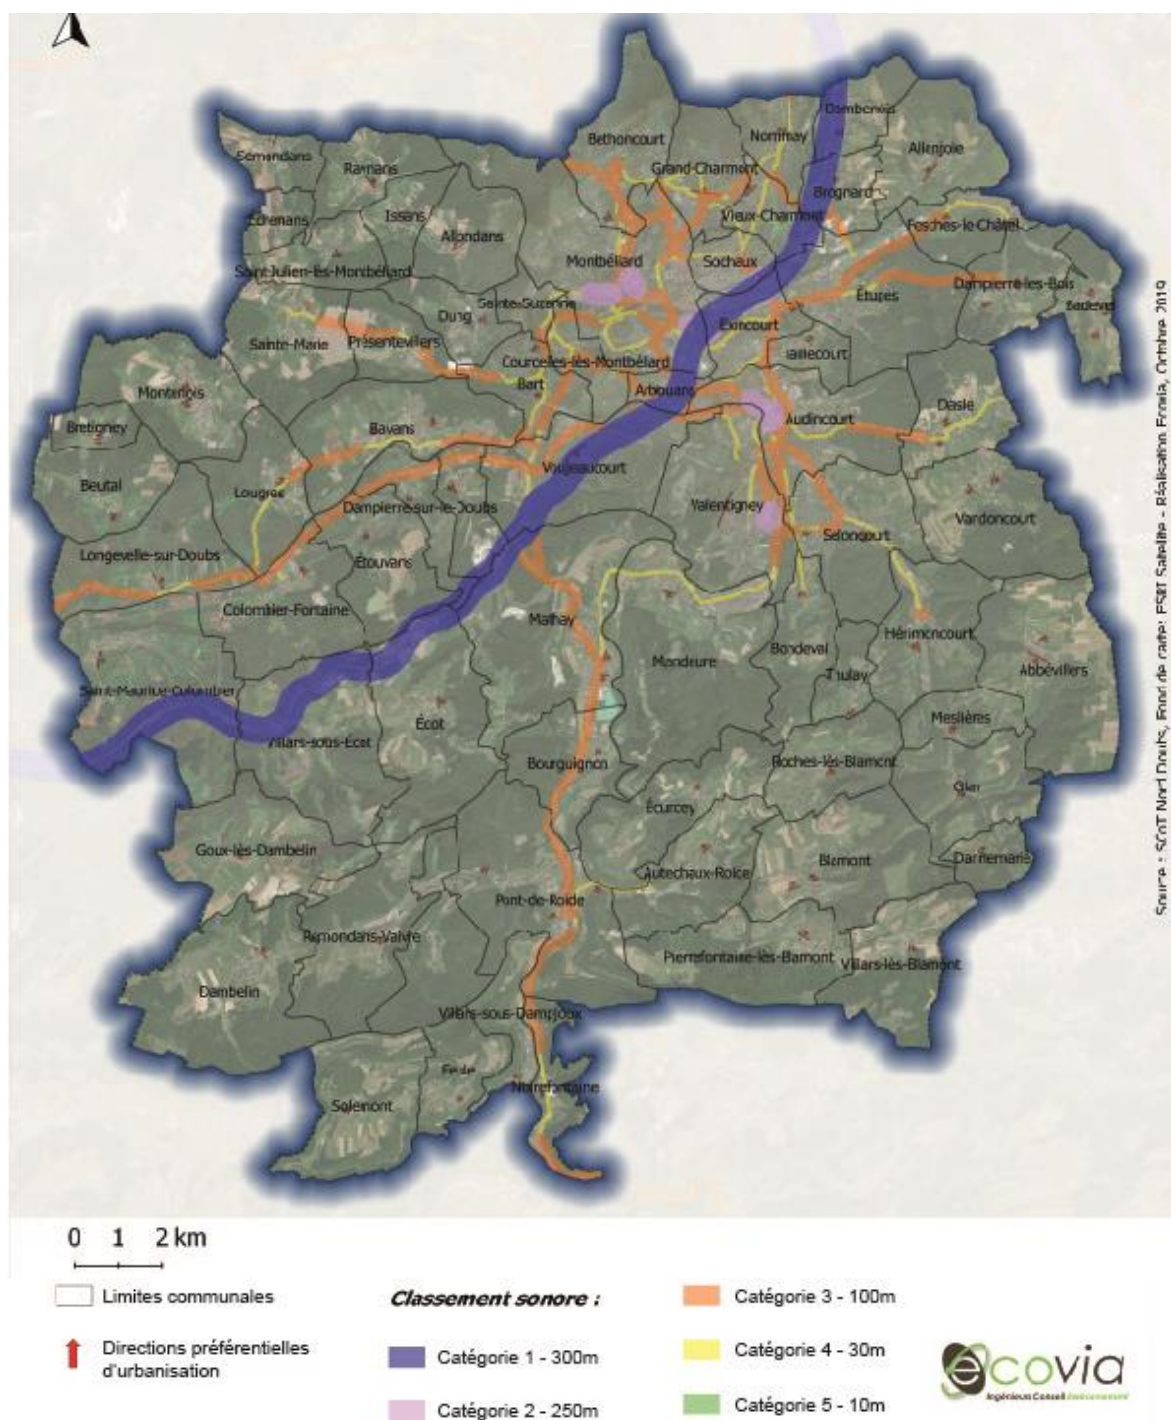 Dambenois
Bethoncourt
Nommay
Allenjoie
Semondans
Raynans
Grand-Charmont
Brognard
Échenans
Issans
Allondans
Vieux-Charmont
Fesches-le-Châtel
Saint-Julien-lès-Montbéliard
Montbéliard
Sochaux
Dampierre-les-Bois
Badevel
Étupes
Sainte-Suzanne
Dung
Exincourt
Sainte-Marie
Présentevillers
Courcelles-lès-Montbéliard
Taillecourt
Bart
Arbouans
Montenois
Bretigney
Bavans
Audincourt
Dasle
Beutal
Lougres
Voujeaucourt
Dampierre-sur-le-Doubs
Valentigney
Vandoncourt
Seloncourt
Longevelle-sur-Doubs
Étouvans
Colombier-Fontaine
Mathay
Hérimoncourt
Mandeure
Bondeval
Thulay
Abbévillers
Sainte-Maurice-Colombier
Écot
Meslières
Villars-sous-Écot
Bourguignon
Roches-lès-Blamont
Glay
Écurcey
Goux-lès-Dambelin
Autechaux-Roide
Blamont
Dannemarie
Pont-de-Roide
Rémondans-Vaivre
Pierrefontaine-lès-Blamont
Villars-lès-Blamont
Dambelin
Villars-sous-Dampjoux
Feule
Noirefontaine
Solemont
Source : SCoT Nord Doubs, Fond de carte: ESRI Satellite - Réalisation Ecovia, Octobre 2019
0 1 2 km
Limites communales
Directions préférentielles
d'urbanisation
Classement sonore :
Catégorie 1 - 300m
Catégorie 2 - 250m
Catégorie 3 - 100m
Catégorie 4 - 30m
Catégorie 5 - 10m
ecovia
Ingénieurs Conseil Environnement